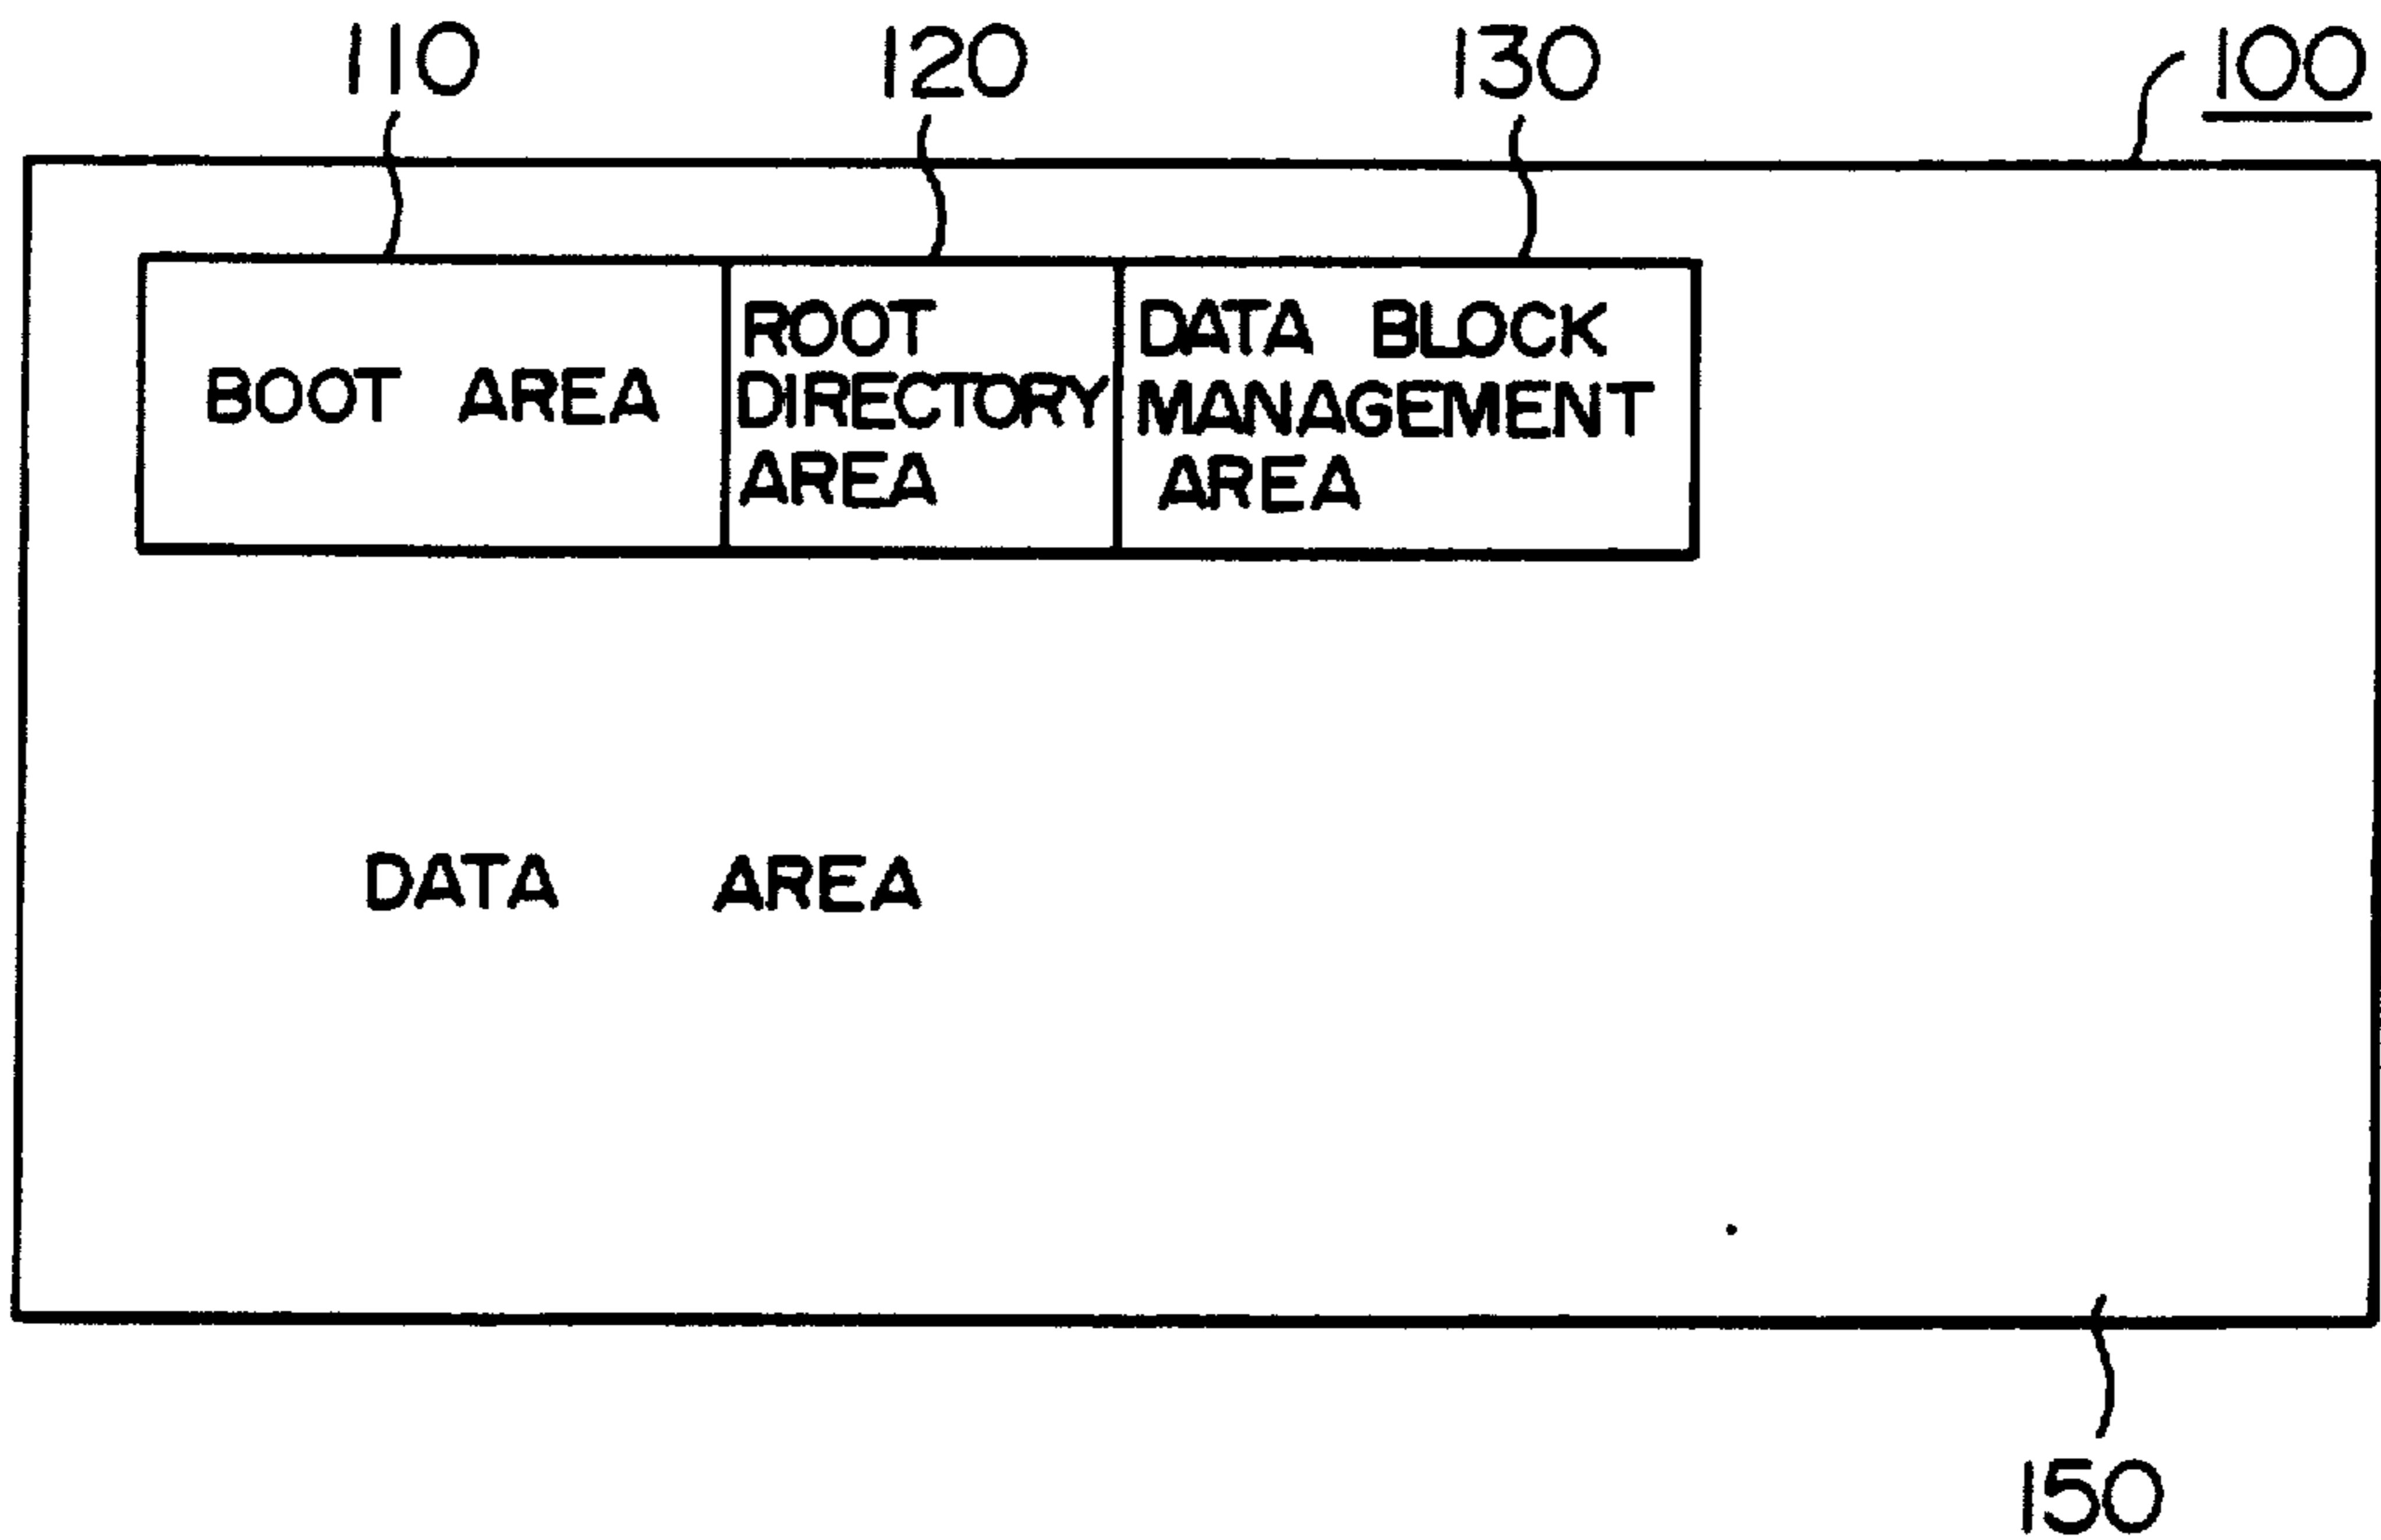 110
120
130
100
BOOT AREA
ROOT
DIRECTORY
AREA
DATA BLOCK
MANAGEMENT
AREA
DATA AREA
150